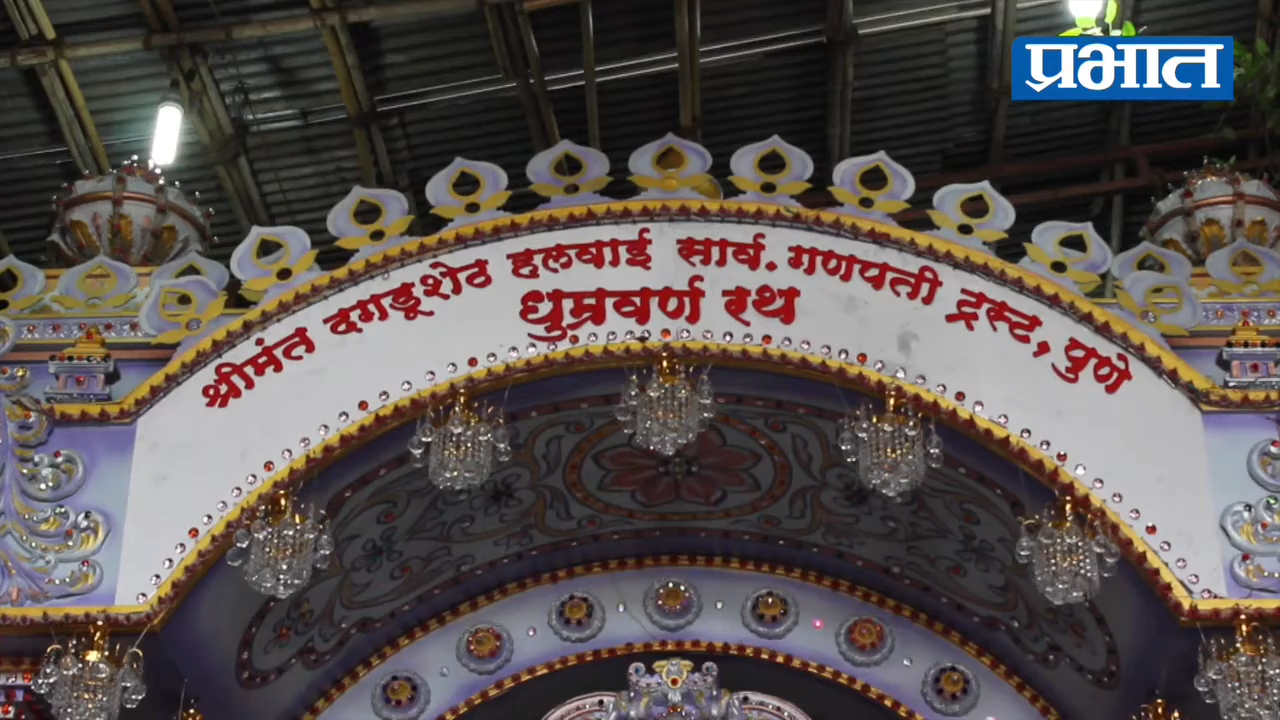 प्रभात
श्रीमंत दगडूशेठ हलवाई सार्व. गणपती ट्रस्ट, पुणे
धुम्रवर्ण रथ